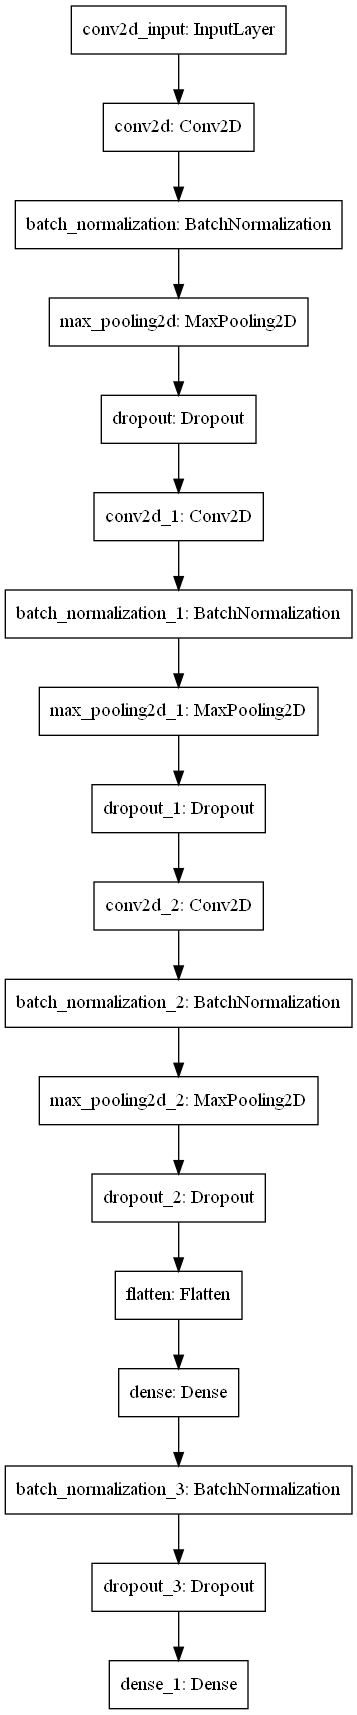 conv2d_input: InputLayer
conv2d: Conv2D
batch_normalization: BatchNormalization
max_pooling2d: MaxPooling2D
dropout: Dropout
conv2d_1: Conv2D
batch_normalization_1: BatchNormalization
max_pooling2d_1: MaxPooling2D
dropout_1: Dropout
conv2d_2: Conv2D
batch_normalization_2: BatchNormalization
max_pooling2d_2: MaxPooling2D
dropout_2: Dropout
flatten: Flatten
dense: Dense
batch_normalization_3: BatchNormalization
dropout_3: Dropout
dense_1: Dense